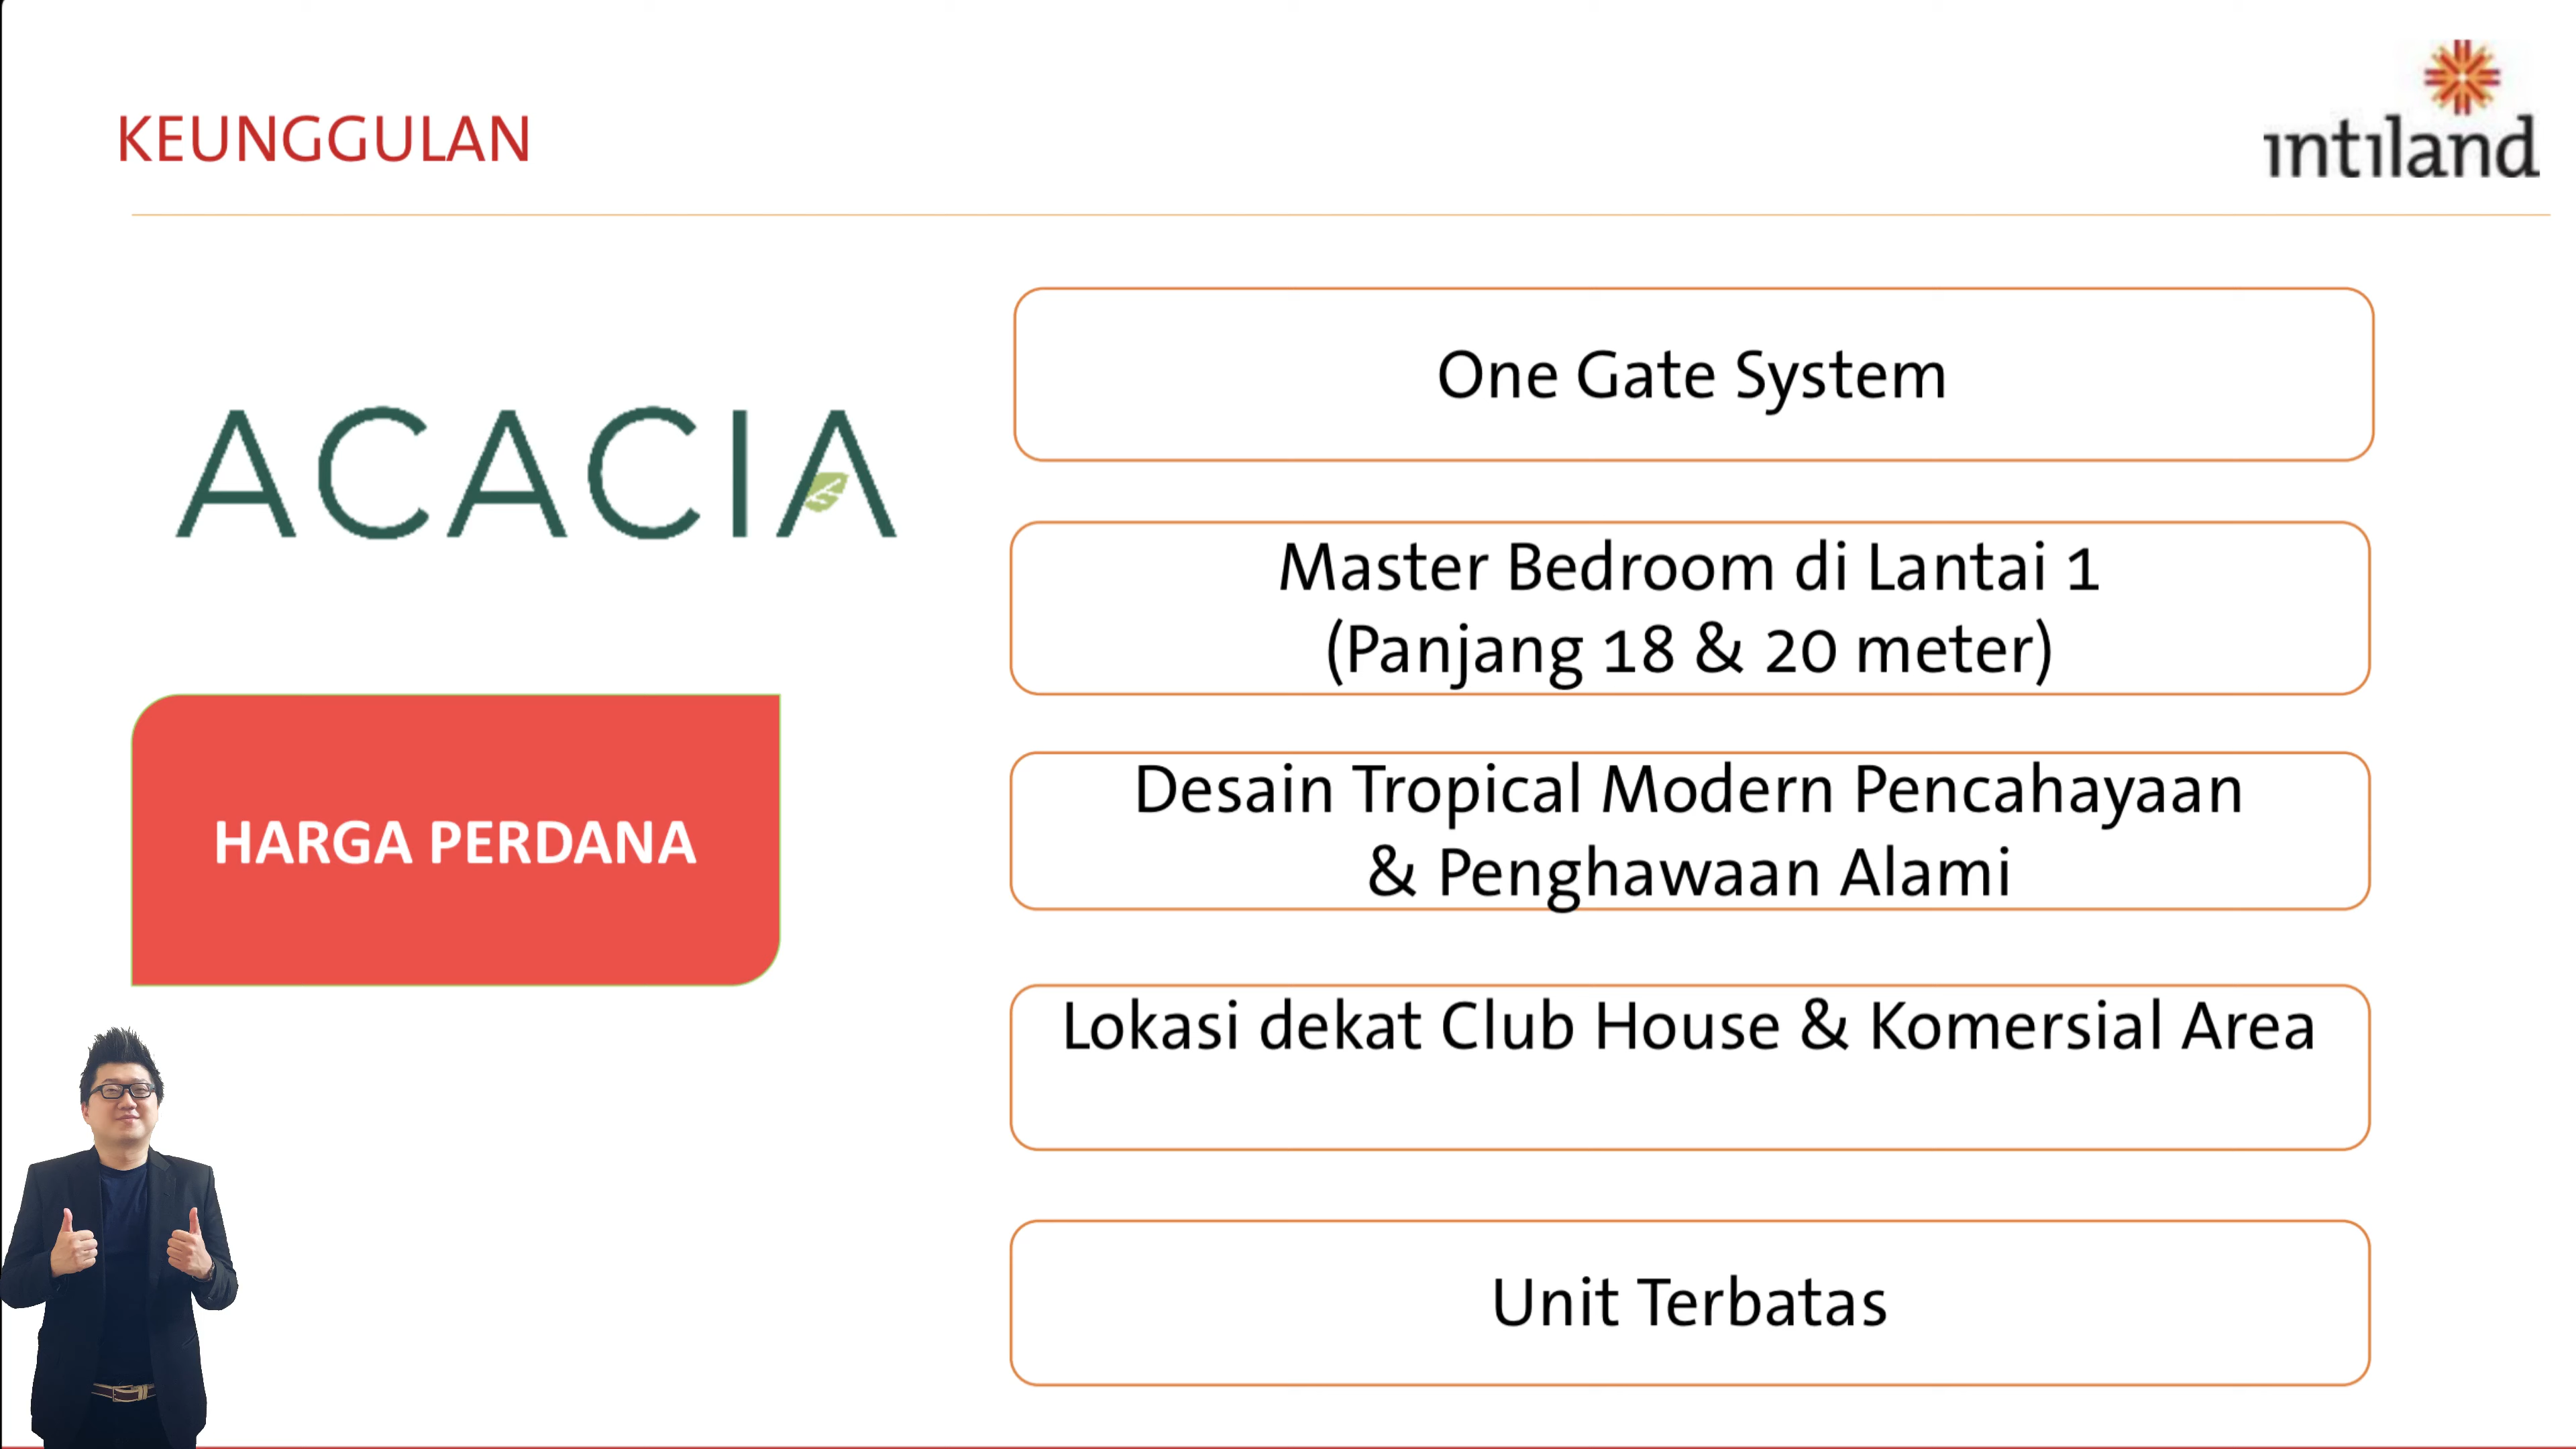 KEUNGGULAN
intiland
ACACIA
HARGA PERDANA
One Gate System
Master Bedroom di Lantai 1
(Panjang 18 & 20 meter)
Desain Tropical Modern Pencahayaan
& Penghawaan Alami
Lokasi dekat Club House & Komersial Area
Unit Terbatas